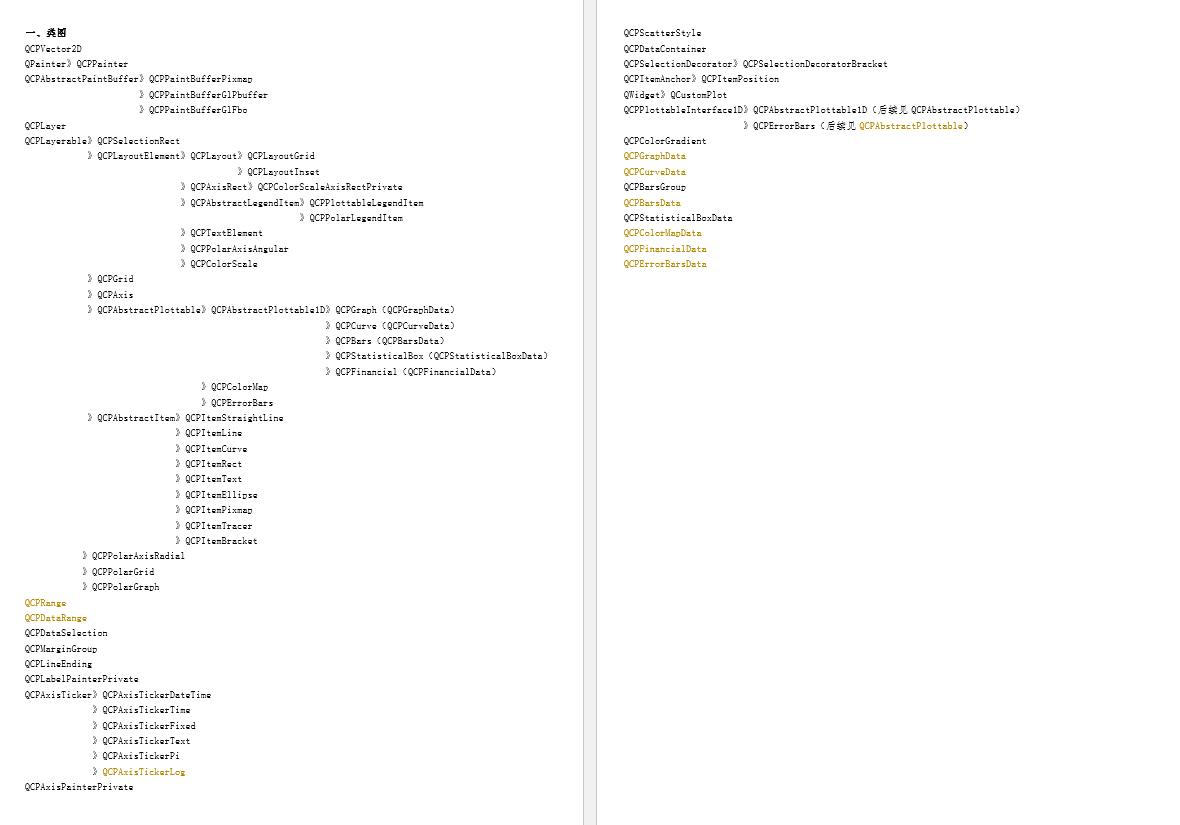 一、类图
QCPVector2D
QPainter》QCPPainter
QCPAbstractPaintBuffer》QCPPaintBufferPixmap
》QCPPaintBufferGlPbuffer
》QCPPaintBufferGlFbo
QCPLayer
QCPLayerable》QCPSelectionRect
》QCPLayoutElement》QCPLayout》QCPLayoutGrid
》QCPLayoutInset
》QCPAxisRect》QCPColorScaleAxisRectPrivate
》QCPAbstractLegendItem》QCPPlottableLegendItem
》QCPPolarLegendItem
》QCPTextElement
》QCPPolarAxisAngular
》QCPColorScale
》QCPGrid
》QCPAxis
》QCPAbstractPlottable》QCPAbstractPlottable1D》QCPGraph（QCPGraphData）
》QCPCurve（QCPCurveData）
》QCPBars（QCPBarsData）
》QCPStatisticalBox（QCPStatisticalBoxData）
》QCPFinancial（QCPFinancialData）
》QCPColorMap
》QCPErrorBars
》QCPAbstractItem》QCPItemStraightLine
》QCPItemLine
》QCPItemCurve
》QCPItemRect
》QCPItemText
》QCPItemEllipse
》QCPItemPixmap
》QCPItemTracer
》QCPItemBracket
》QCPPolarAxisRadial
》QCPPolarGrid
》QCPPolarGraph
QCPRange
QCPDataRange
QCPDataSelection
QCPMarginGroup
QCPLineEnding
QCPLabelPainterPrivate
QCPAxisTicker》QCPAxisTickerDateTime
》QCPAxisTickerTime
》QCPAxisTickerFixed
》QCPAxisTickerText
》QCPAxisTickerPi
》QCPAxisTickerLog
QCPAxisPainterPrivate
QCPScatterStyle
QCPDataContainer
QCPSelectionDecorator》QCPSelectionDecoratorBracket
QCPItemAnchor》QCPItemPosition
QWidget》QCustomPlot
QCPPlottableInterface1D》QCPAbstractPlottable1D（后续见 QCPAbstractPlottable）
》QCPErrorBars（后续见 QCPAbstractPlottable）
QCPColorGradient
QCPGraphData
QCPCurveData
QCPBarsGroup
QCPBarsData
QCPStatisticalBoxData
QCPColorMapData
QCPFinancialData
QCPErrorBarsData